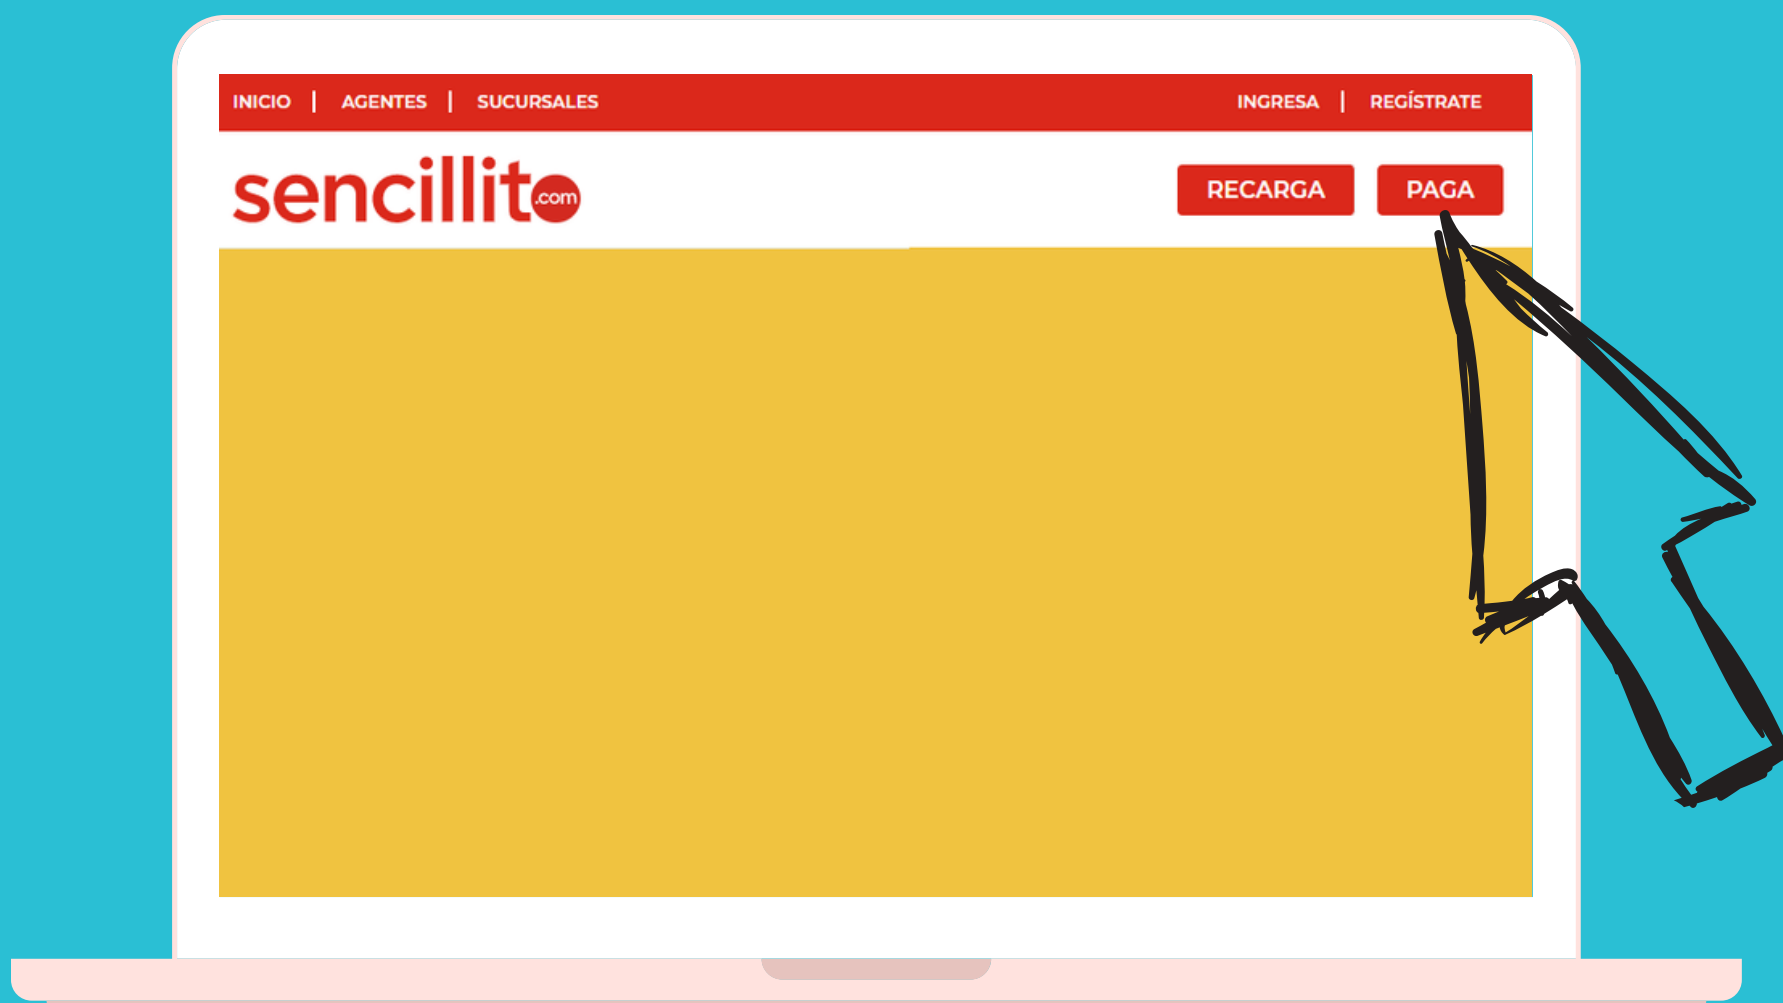 INICIO | AGENTES | SUCURSALES INGRESA | REGÍSTRATE
sencillito.com RECARGA PAGA